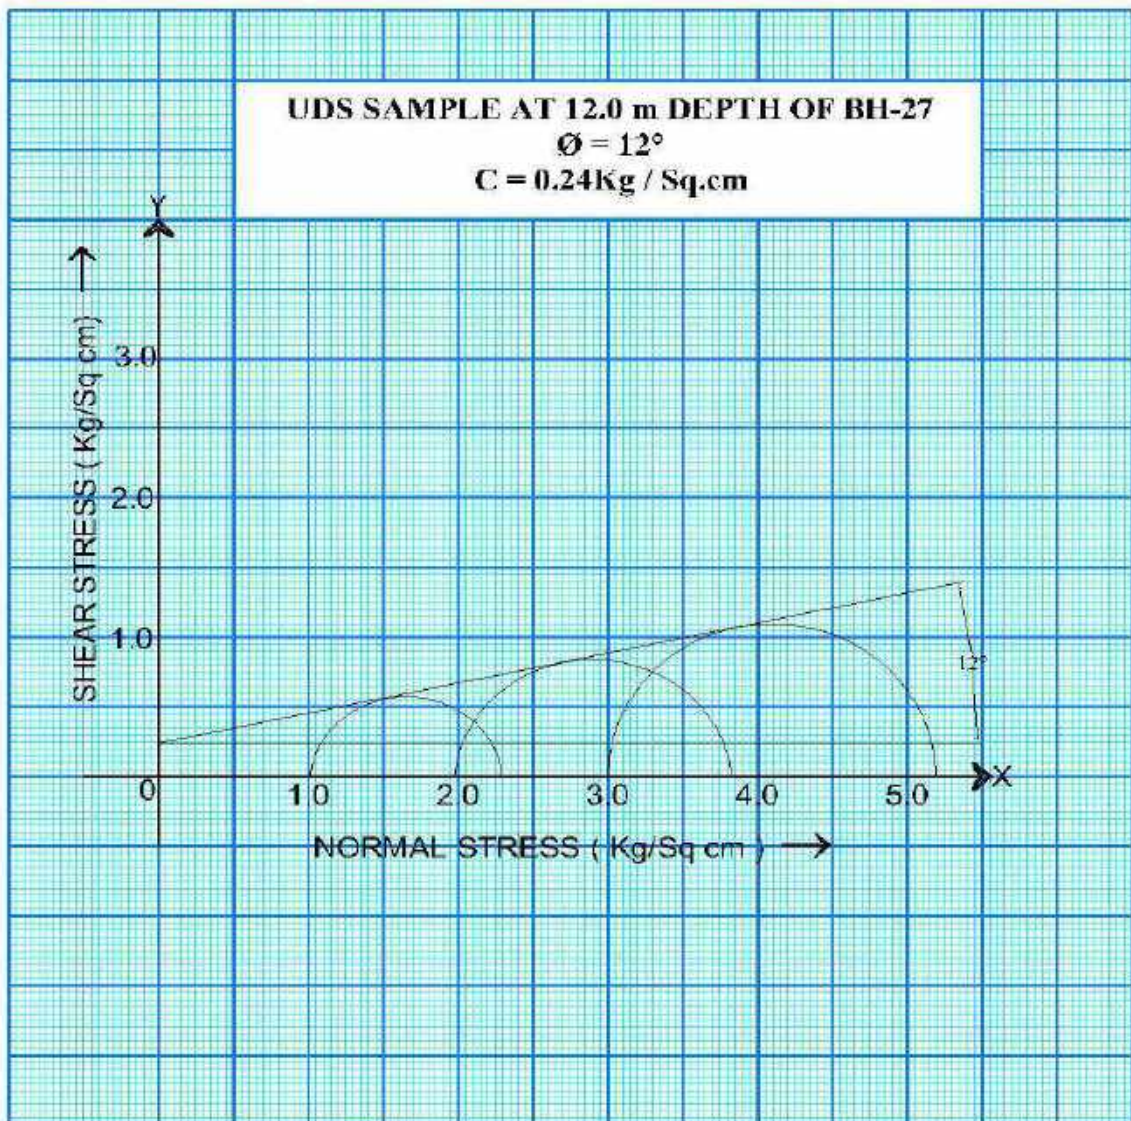 UDS SAMPLE AT 12.0 m DEPTH OF BH-27
Ø = 12°
C = 0.24Kg / Sq.cm
Y
SHEAR STRESS ( Kg/Sq cm)
3.0
2.0
1.0
12°
0
1.0
2.0
3.0
4.0
5.0
X
NORMAL STRESS ( Kg/Sq cm )